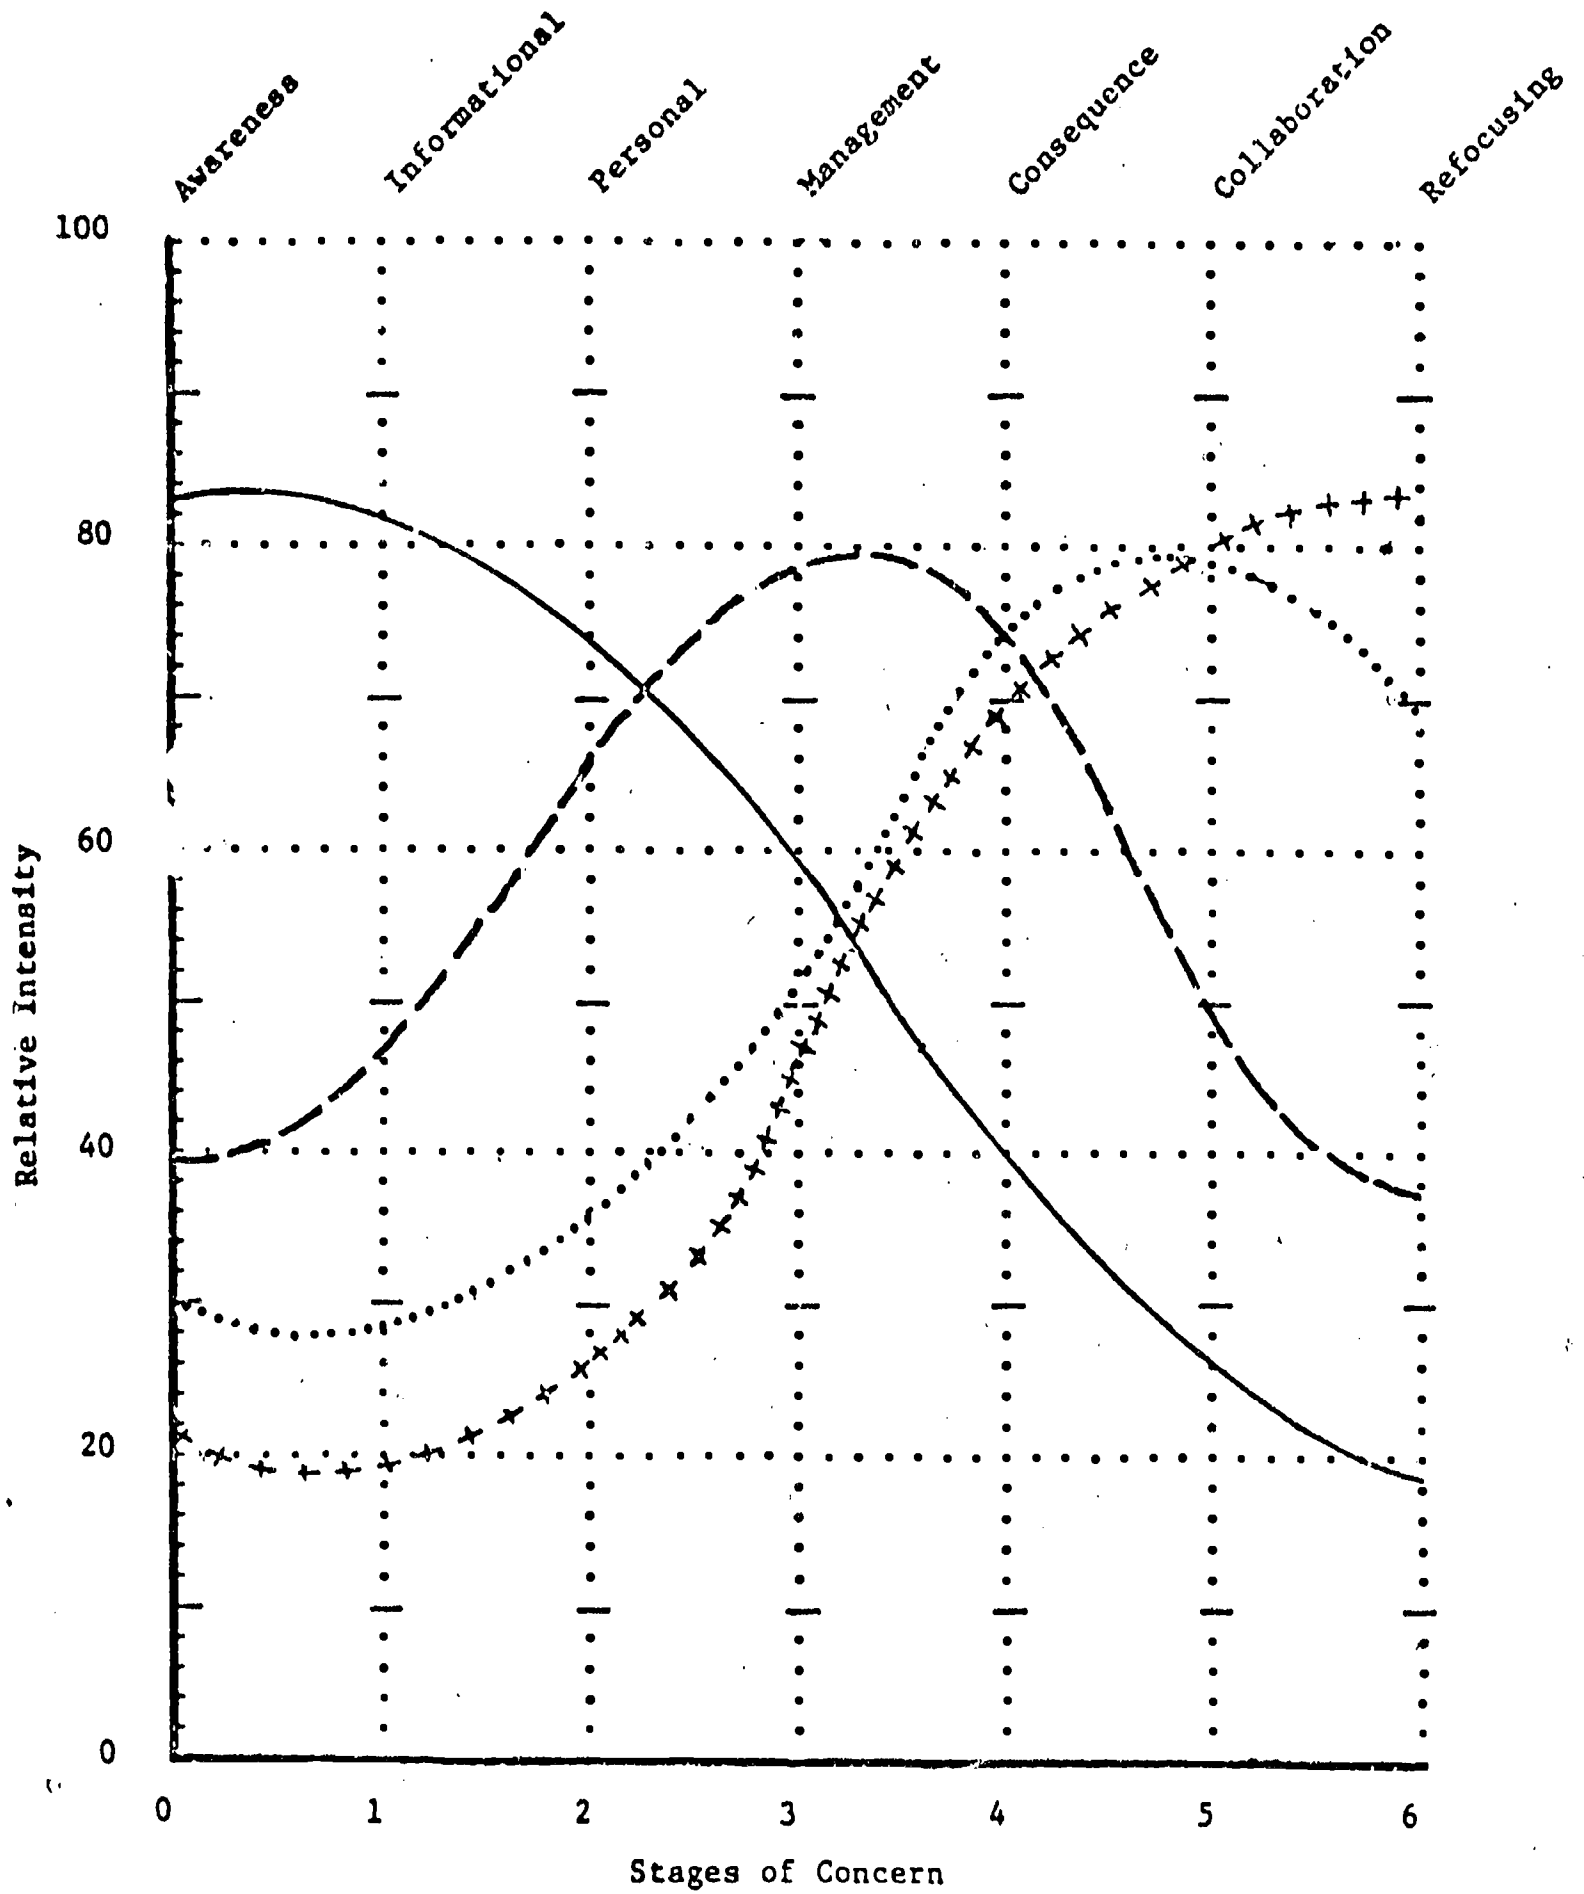 Awareness
Informational
Personal
Management
Consequence
Collaboration
Refocusing
100
80
60
40
20
0
Relative Intensity
0 1 2 3 4 5 6
Stages of Concern